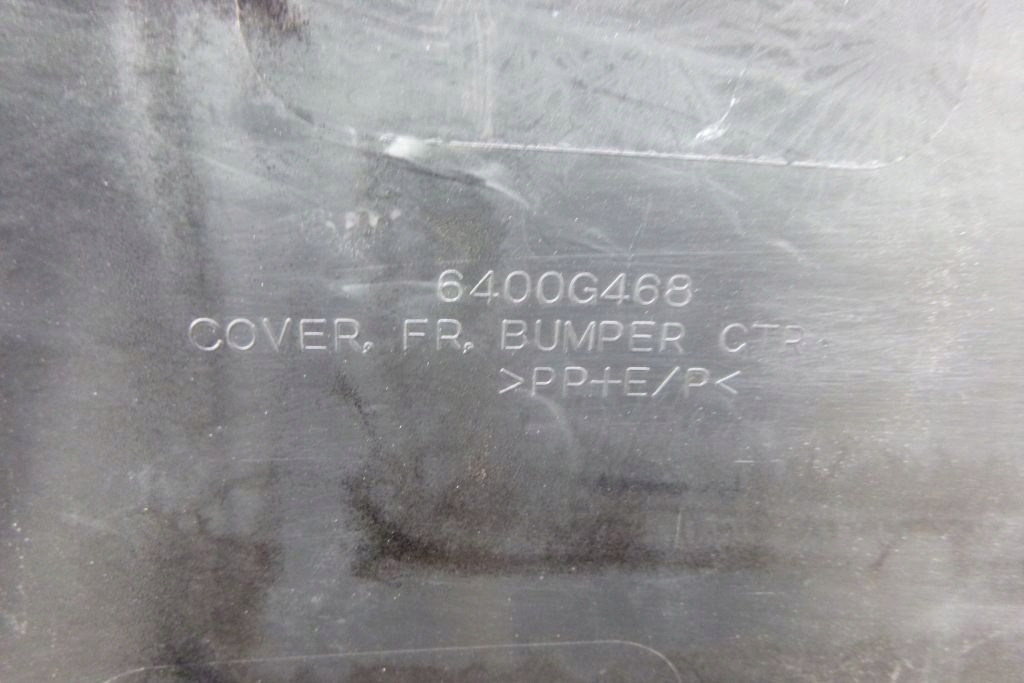 6400G468
COVER, FR, BUMPER CTR
>PP+E/P<